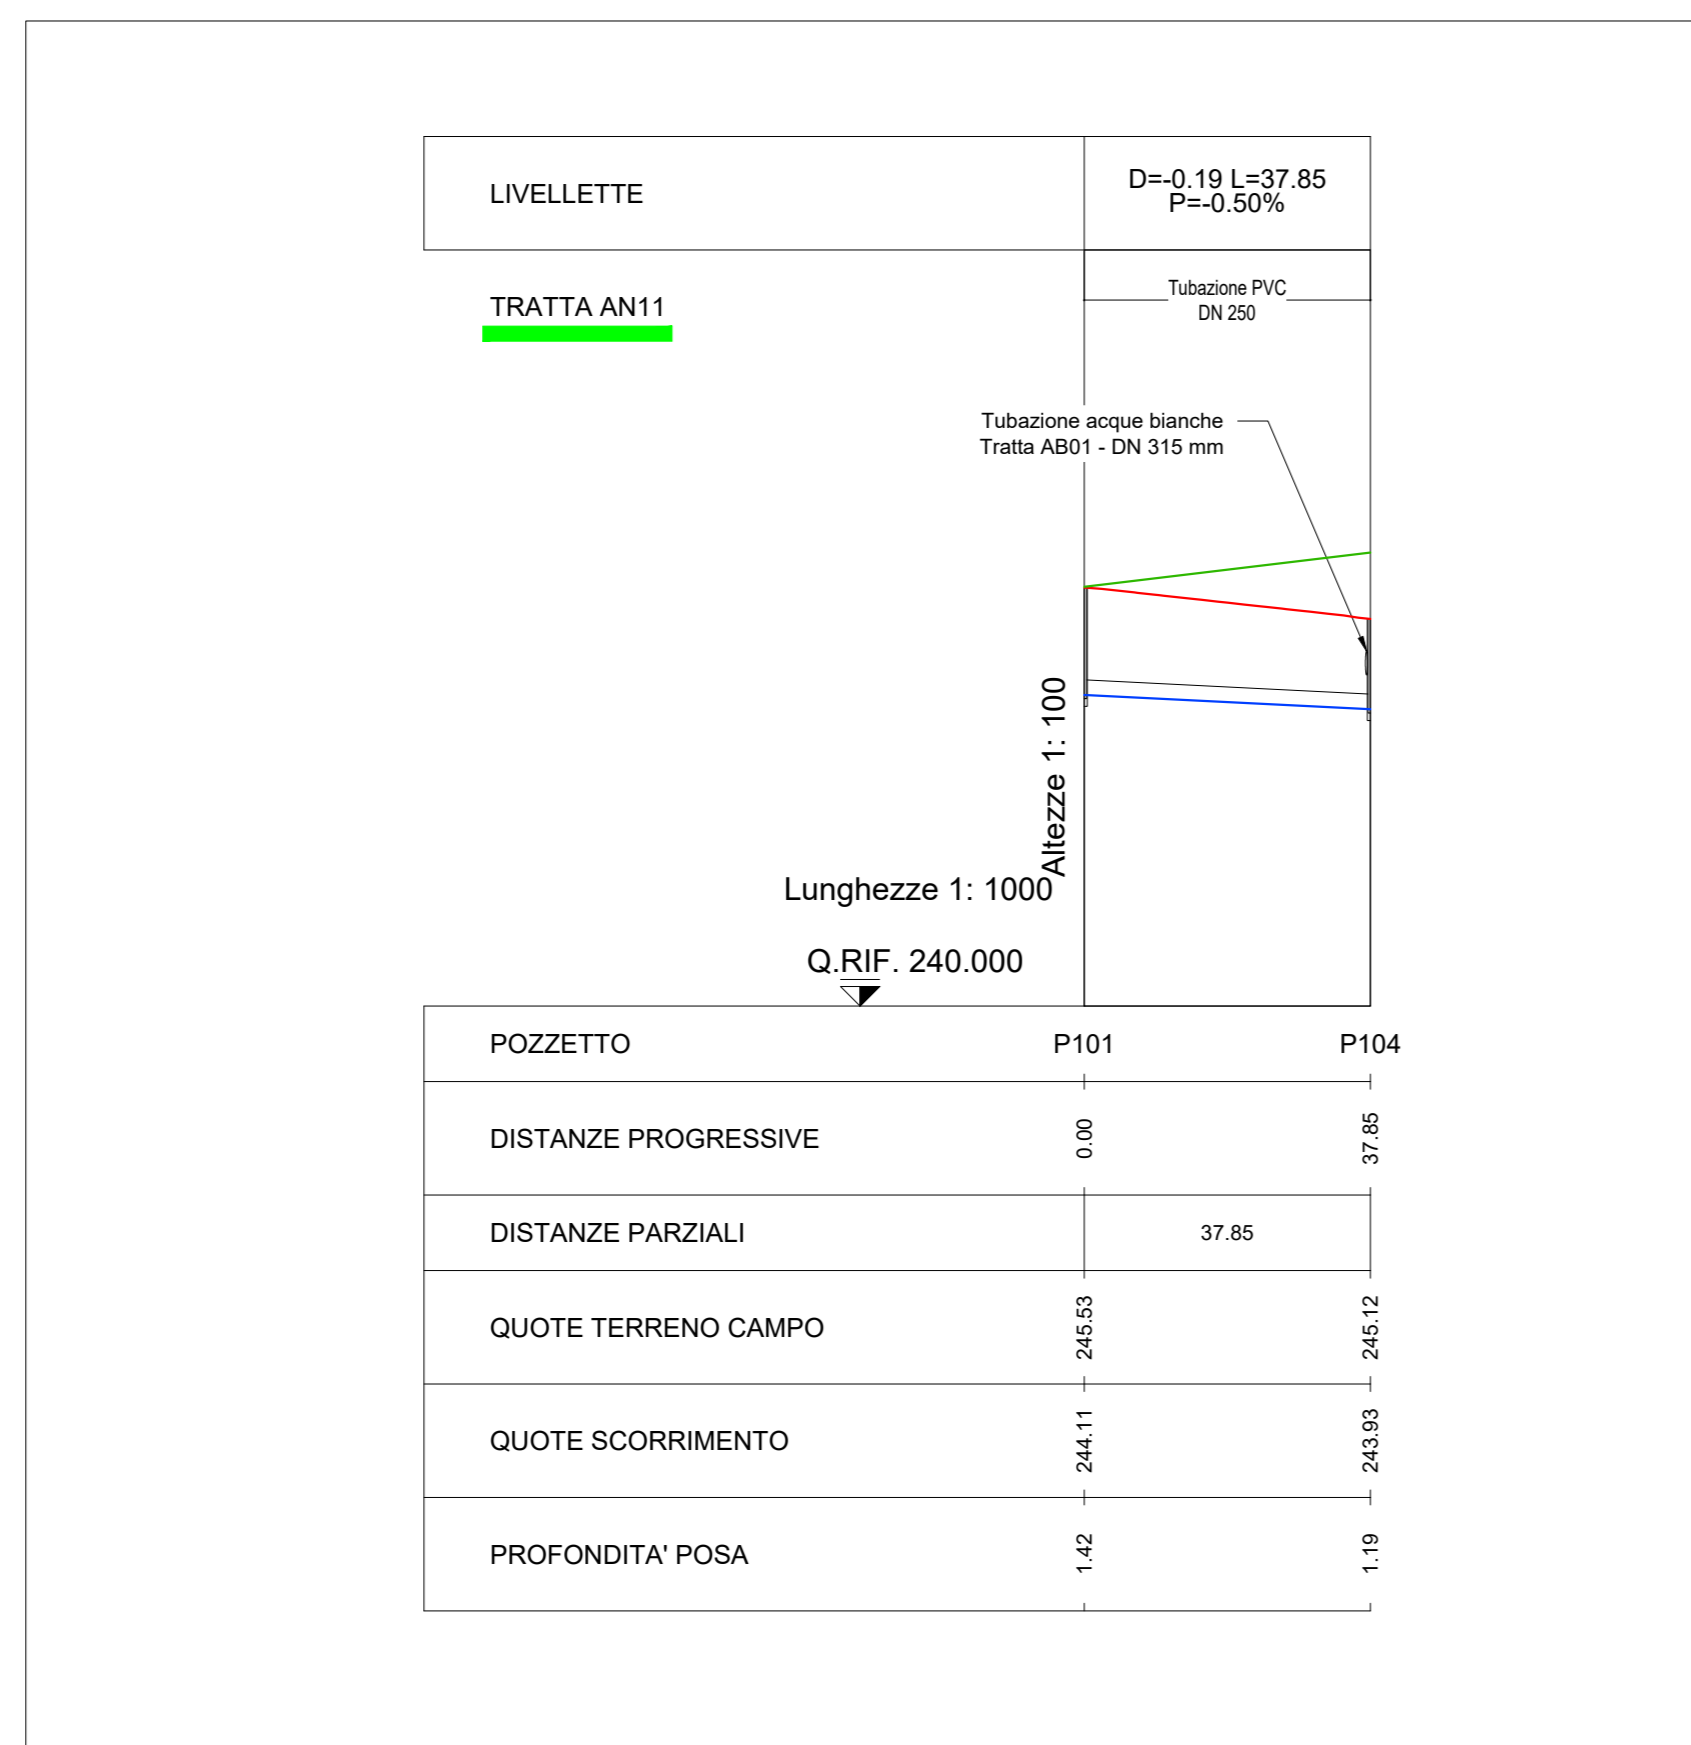 LIVELLETTE
D=-0.19 L=37.85
P=-0.50%
TRATTA AN11
Tubazione PVC
DN 250
Tubazione acque bianche
Tratta AB01 - DN 315 mm
Altezze 1: 100
Lunghezze 1: 1000
Q.RIF. 240.000
POZZETTO P101 P104
DISTANZE PROGRESSIVE 0.00 37.85
DISTANZE PARZIALI 37.85
QUOTE TERRENO CAMPO 245.53 245.12
QUOTE SCORRIMENTO 244.11 243.93
PROFONDITA' POSA 1.42 1.19